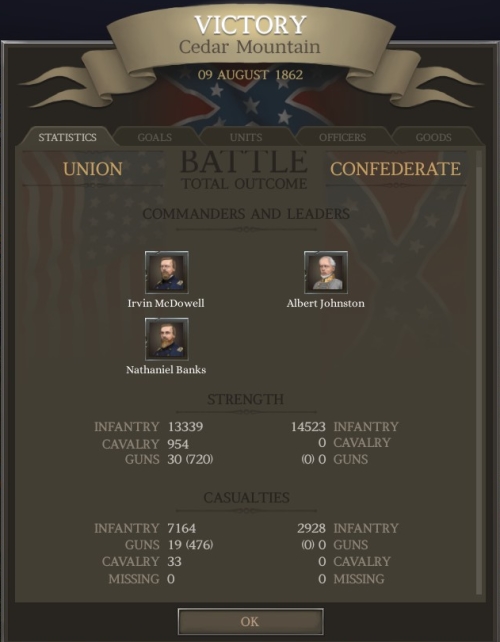 VICTORY
Cedar Mountain
09 AUGUST 1862
STATISTICS GOALS UNITS OFFICERS GOODS
UNION BATTLE CONFEDERATE
TOTAL OUTCOME
COMMANDERS AND LEADERS
Irvin McDowell Albert Johnston
Nathaniel Banks
STRENGTH
INFANTRY 13339 14523 INFANTRY
CAVALRY 954 0 CAVALRY
GUNS 30 (720) (0) 0 GUNS
CASUALTIES
INFANTRY 7164 2928 INFANTRY
GUNS 19 (476) (0) 0 GUNS
CAVALRY 33 0 CAVALRY
MISSING 0 0 MISSING
OK